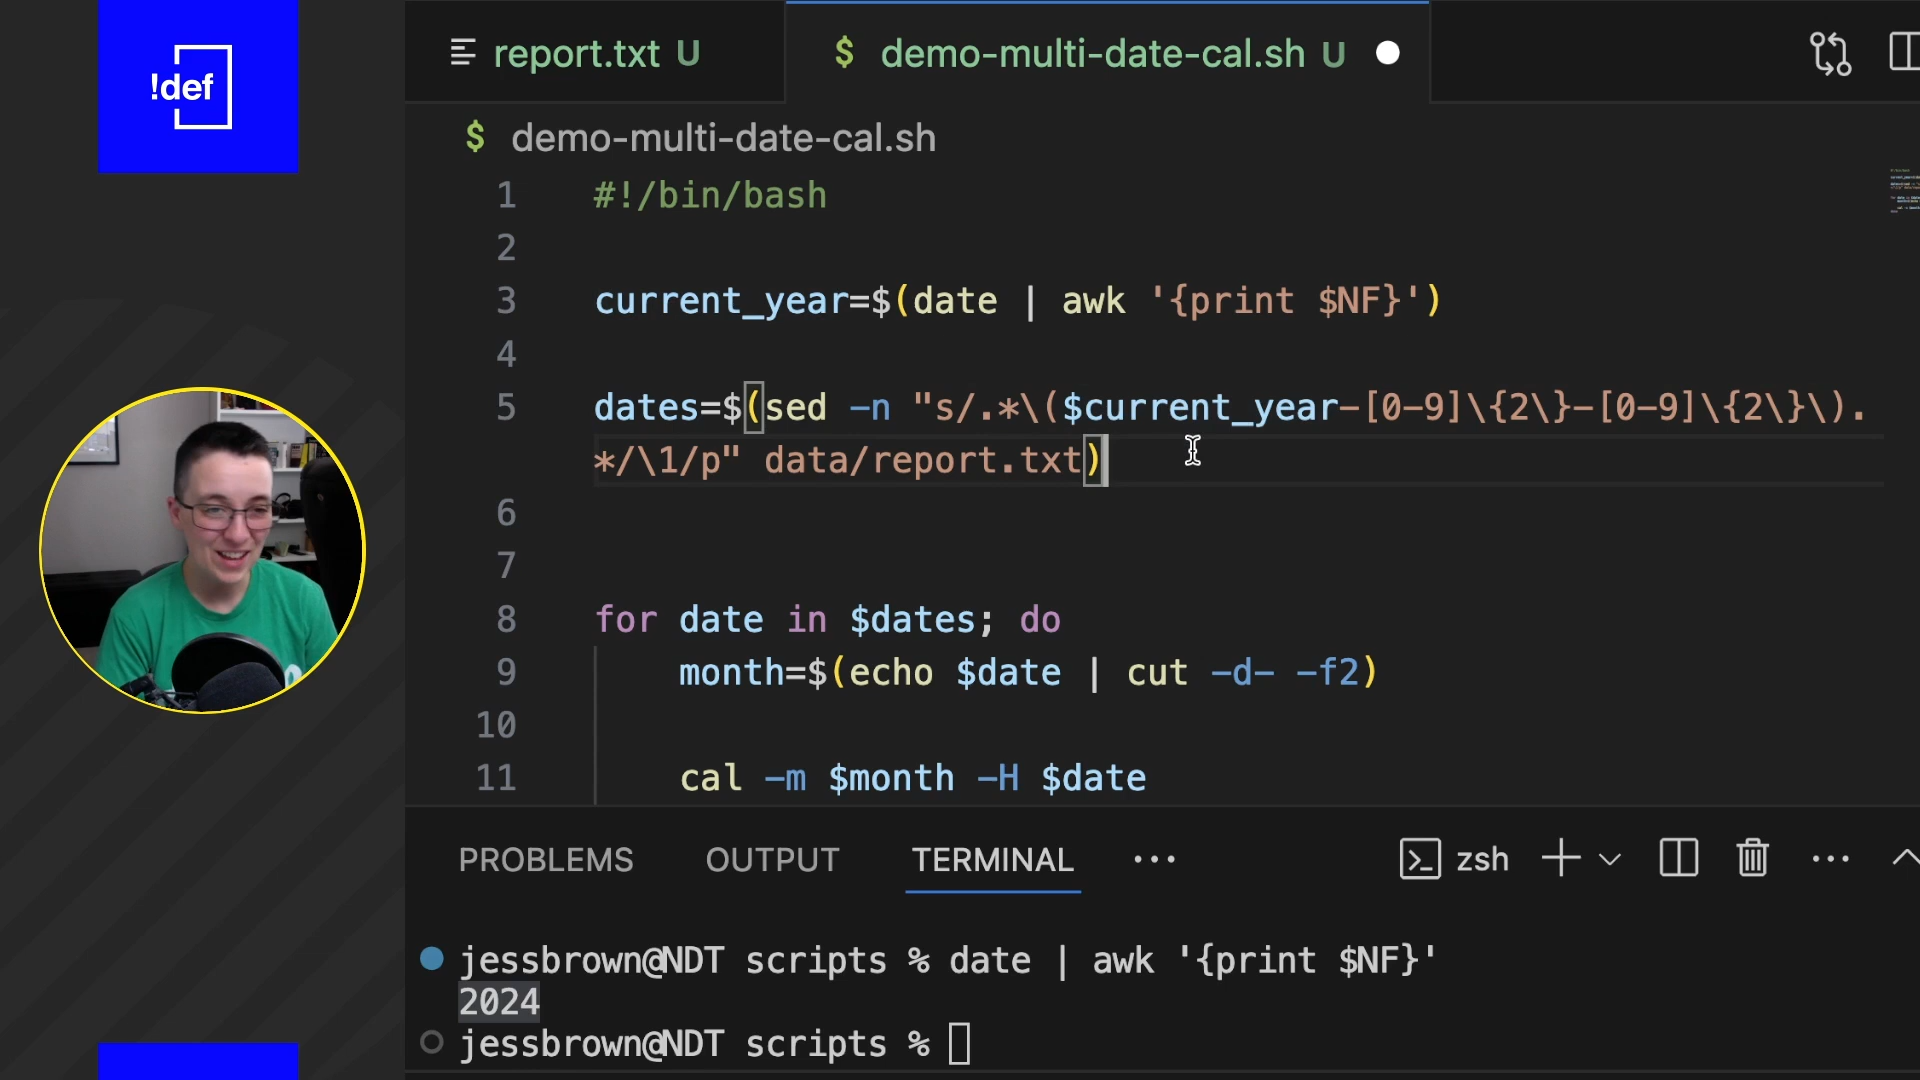 !def
report.txt U
$ demo-multi-date-cal.sh U
$ demo-multi-date-cal.sh
1 #!/bin/bash
2
3 current_year=$(date | awk '{print $NF}')
4
5 dates=$(sed -n "s/.*\($current_year-[0-9]\{2\}-[0-9]\{2\}\).
*/\1/p" data/report.txt)
6
7
8 for date in $dates; do
9 month=$(echo $date | cut -d- -f2)
10
11 cal -m $month -H $date
PROBLEMS OUTPUT TERMINAL ... zsh
jessbrown@NDT scripts % date | awk '{print $NF}'
2024
jessbrown@NDT scripts %